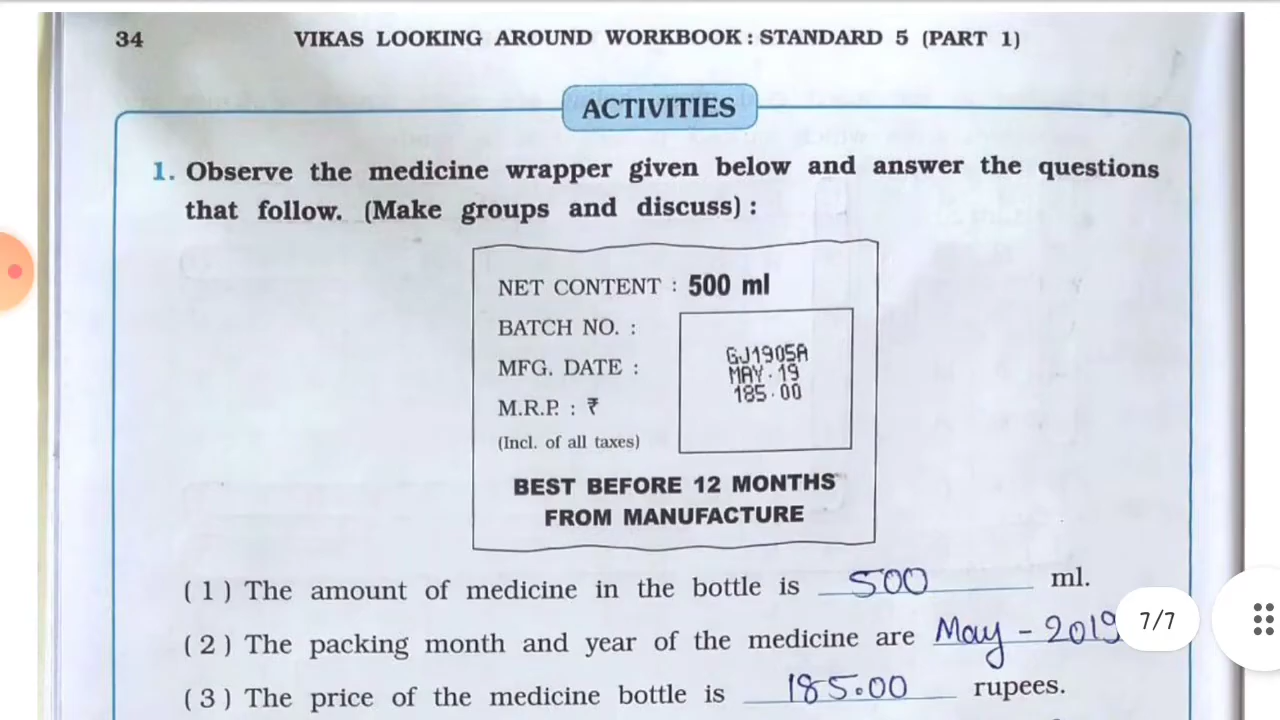 34 VIKAS LOOKING AROUND WORKBOOK : STANDARD 5 (PART 1)
ACTIVITIES
1. Observe the medicine wrapper given below and answer the questions
that follow. (Make groups and discuss) :
NET CONTENT : 500 ml
BATCH NO. :
GJ1905A
MFG. DATE :
MAY.19
M.R.P. : ₹
185.00
(Incl. of all taxes)
BEST BEFORE 12 MONTHS
FROM MANUFACTURE
(1) The amount of medicine in the bottle is 500 ml.
(2) The packing month and year of the medicine are May - 2019
7/7
(3) The price of the medicine bottle is 185.00 rupees.